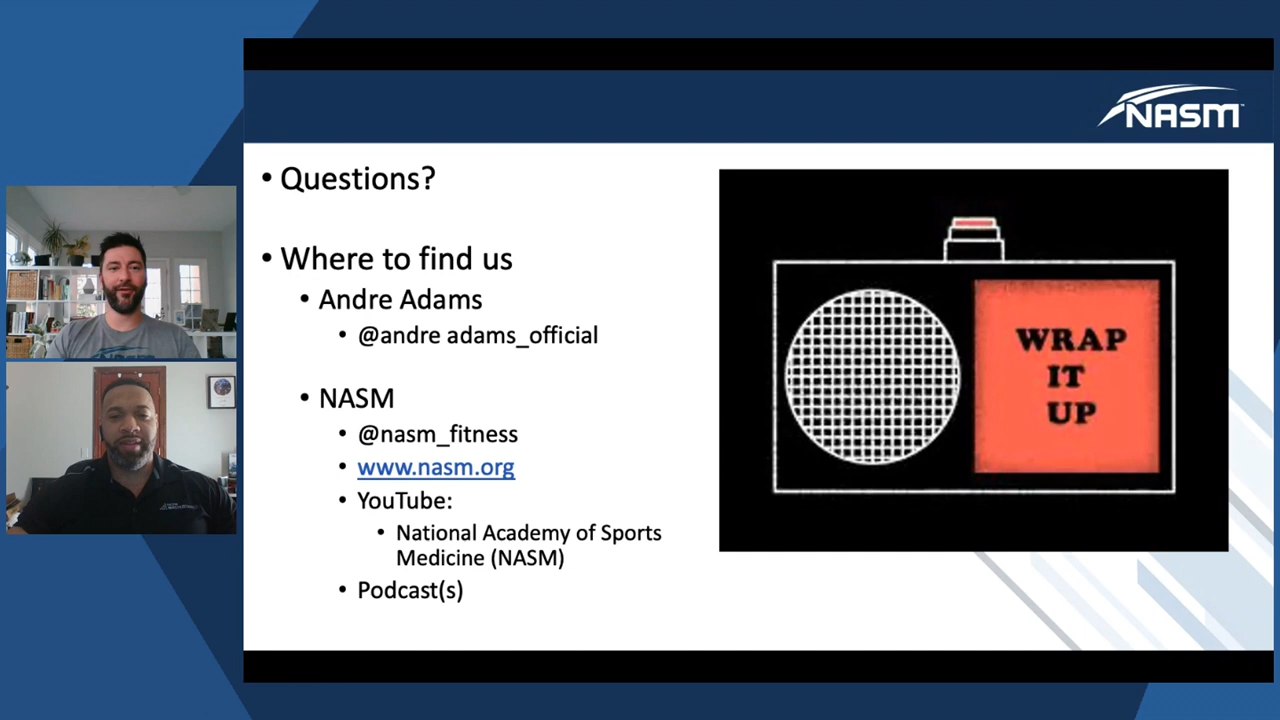 NASM
• Questions?
• Where to find us
• Andre Adams
• @andre adams_official
• NASM
• @nasm_fitness
• www.nasm.org
• YouTube:
• National Academy of Sports
Medicine (NASM)
• Podcast(s)
WRAP
IT
UP